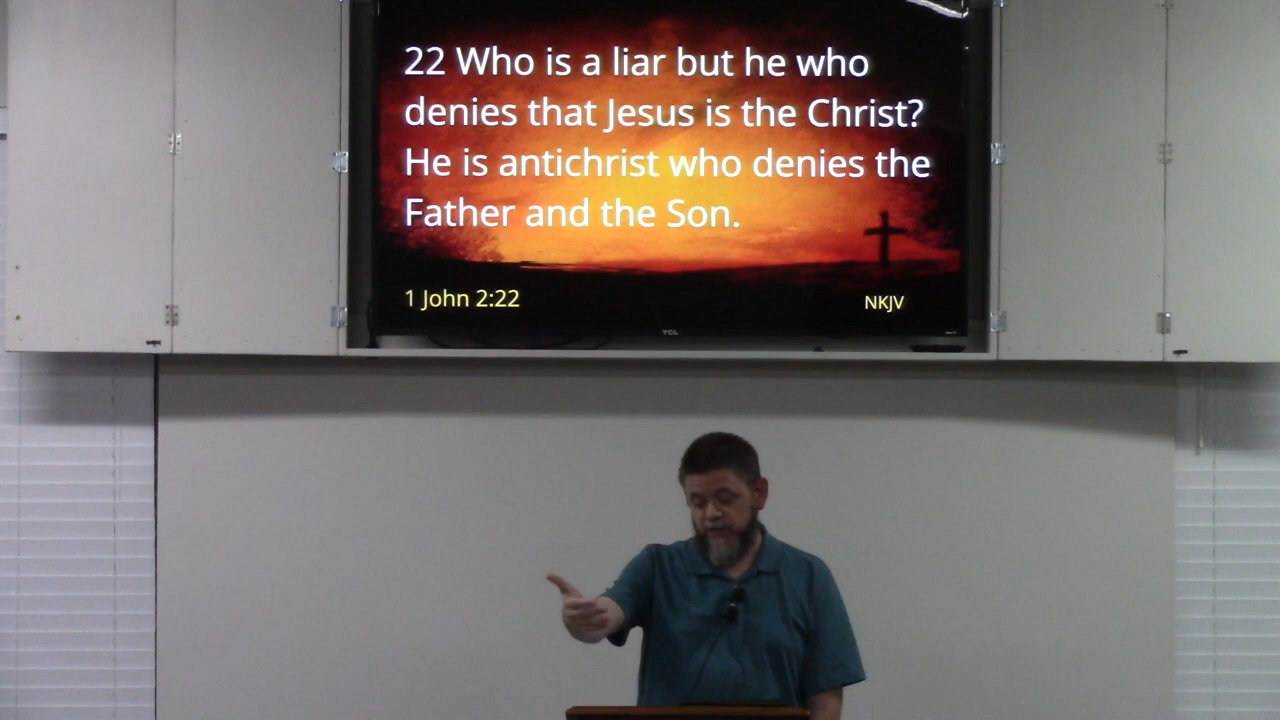 22 Who is a liar but he who
denies that Jesus is the Christ?
He is antichrist who denies the
Father and the Son.
1 John 2:22
NKJV
TCL